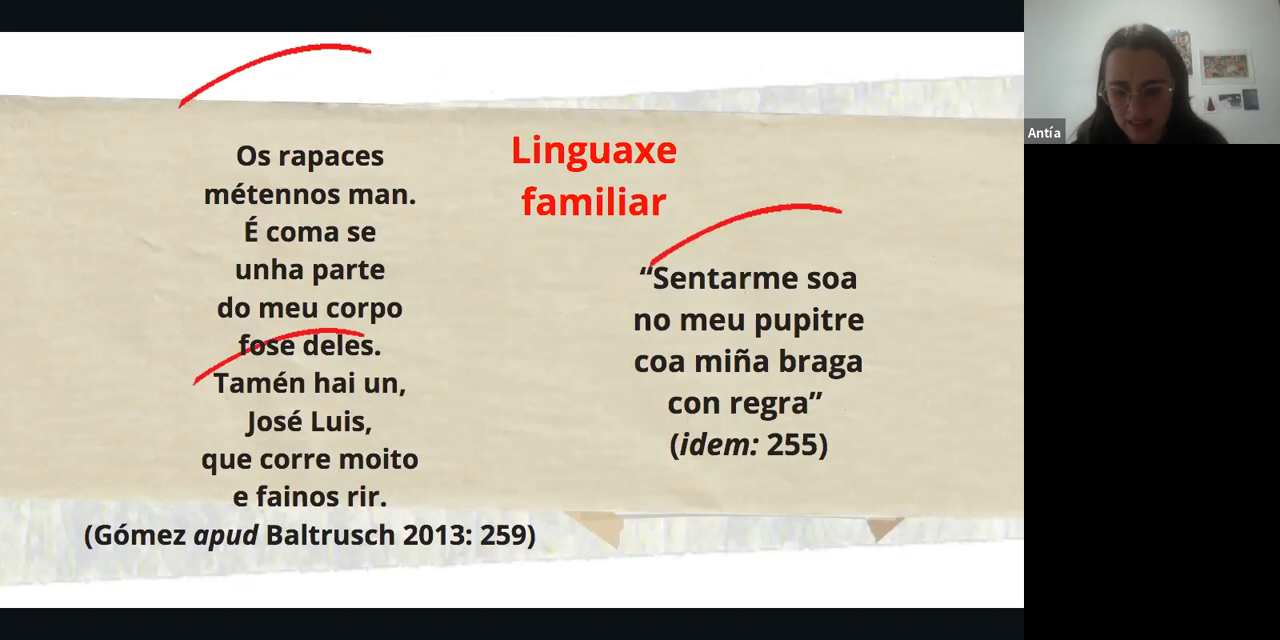 Os rapaces
métennos man.
É coma se
unha parte
do meu corpo
fose deles.
Tamén hai un,
José Luis,
que corre moito
e fainos rir.
(Gómez apud Baltrusch 2013: 259)
Linguaxe
familiar
“Sentarme soa
no meu pupitre
coa miña braga
con regra”
(idem: 255)
Antía